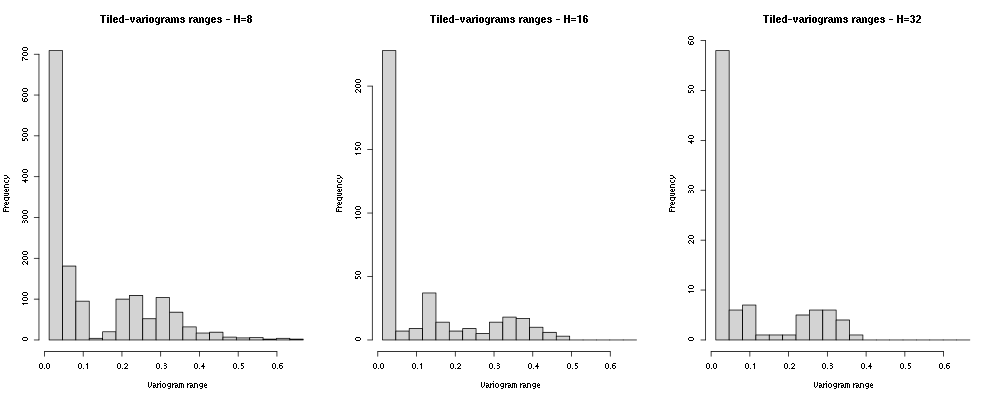 Tiled-variograms ranges - H=8
Frequency
0
100
200
300
400
500
600
700
0.0 0.1 0.2 0.3 0.4 0.5 0.6
Variogram range
Tiled-variograms ranges - H=16
Frequency
0
50
100
150
200
0.0 0.1 0.2 0.3 0.4 0.5 0.6
Variogram range
Tiled-variograms ranges - H=32
Frequency
0
10
20
30
40
50
60
0.0 0.1 0.2 0.3 0.4 0.5 0.6
Variogram range